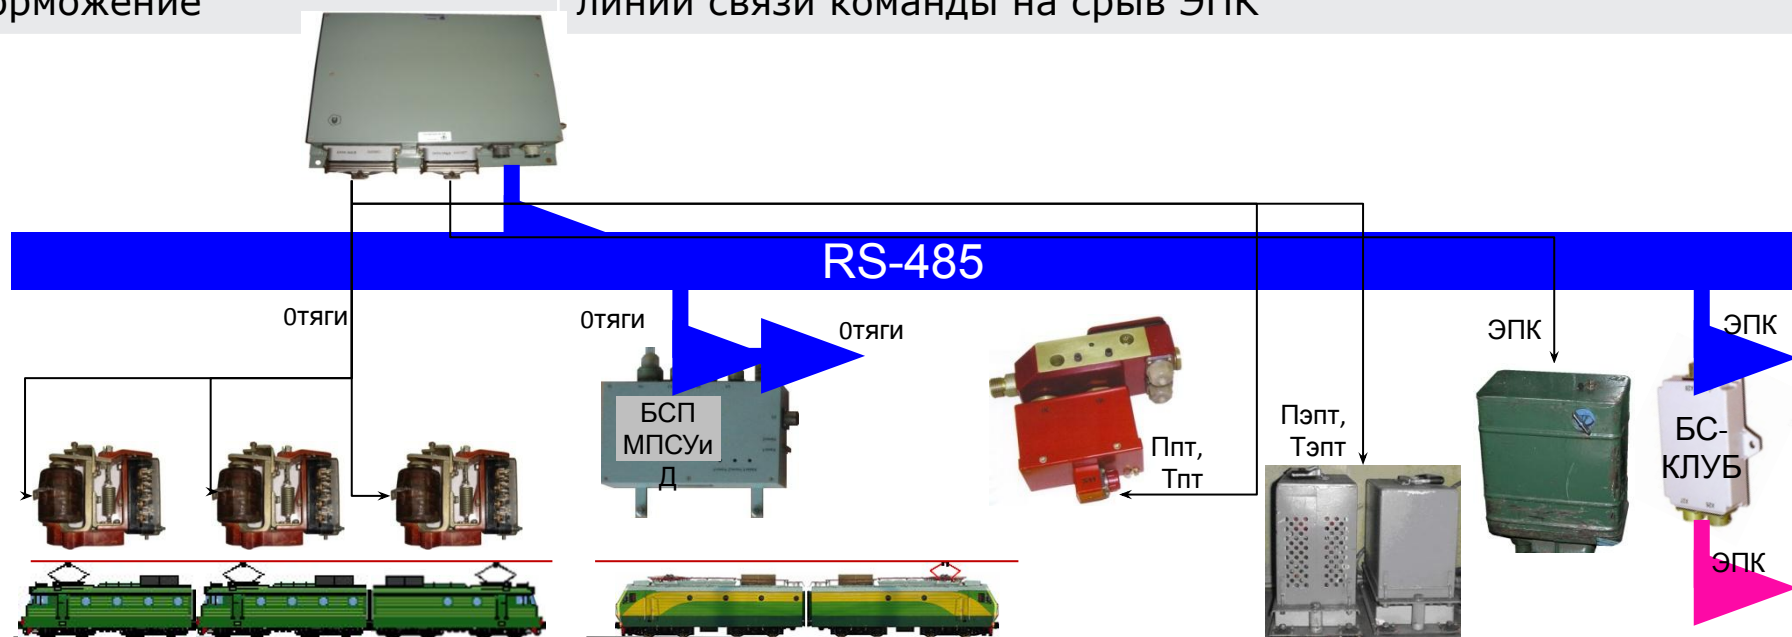 орможение
линии связи команды на срыв ЭПК
RS-485
0тяги
0тяги
0тяги
ЭПК
ЭПК
БСП
МПСУи
Д
Ппт,
Тпт
Пэпт,
Тэпт
БС-
КЛУБ
ЭПК